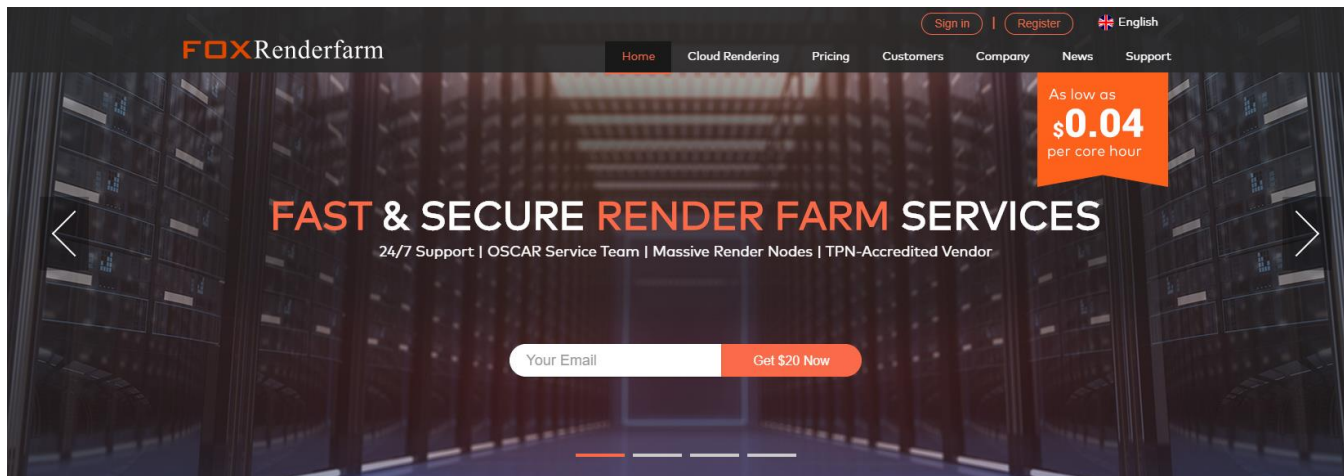 Sign in | Register English
FOXRenderfarm
Home Cloud Rendering Pricing Customers Company News Support
As low as
$0.04
per core hour
FAST & SECURE RENDER FARM SERVICES
24/7 Support | OSCAR Service Team | Massive Render Nodes | TPN-Accredited Vendor
Your Email Get $20 Now